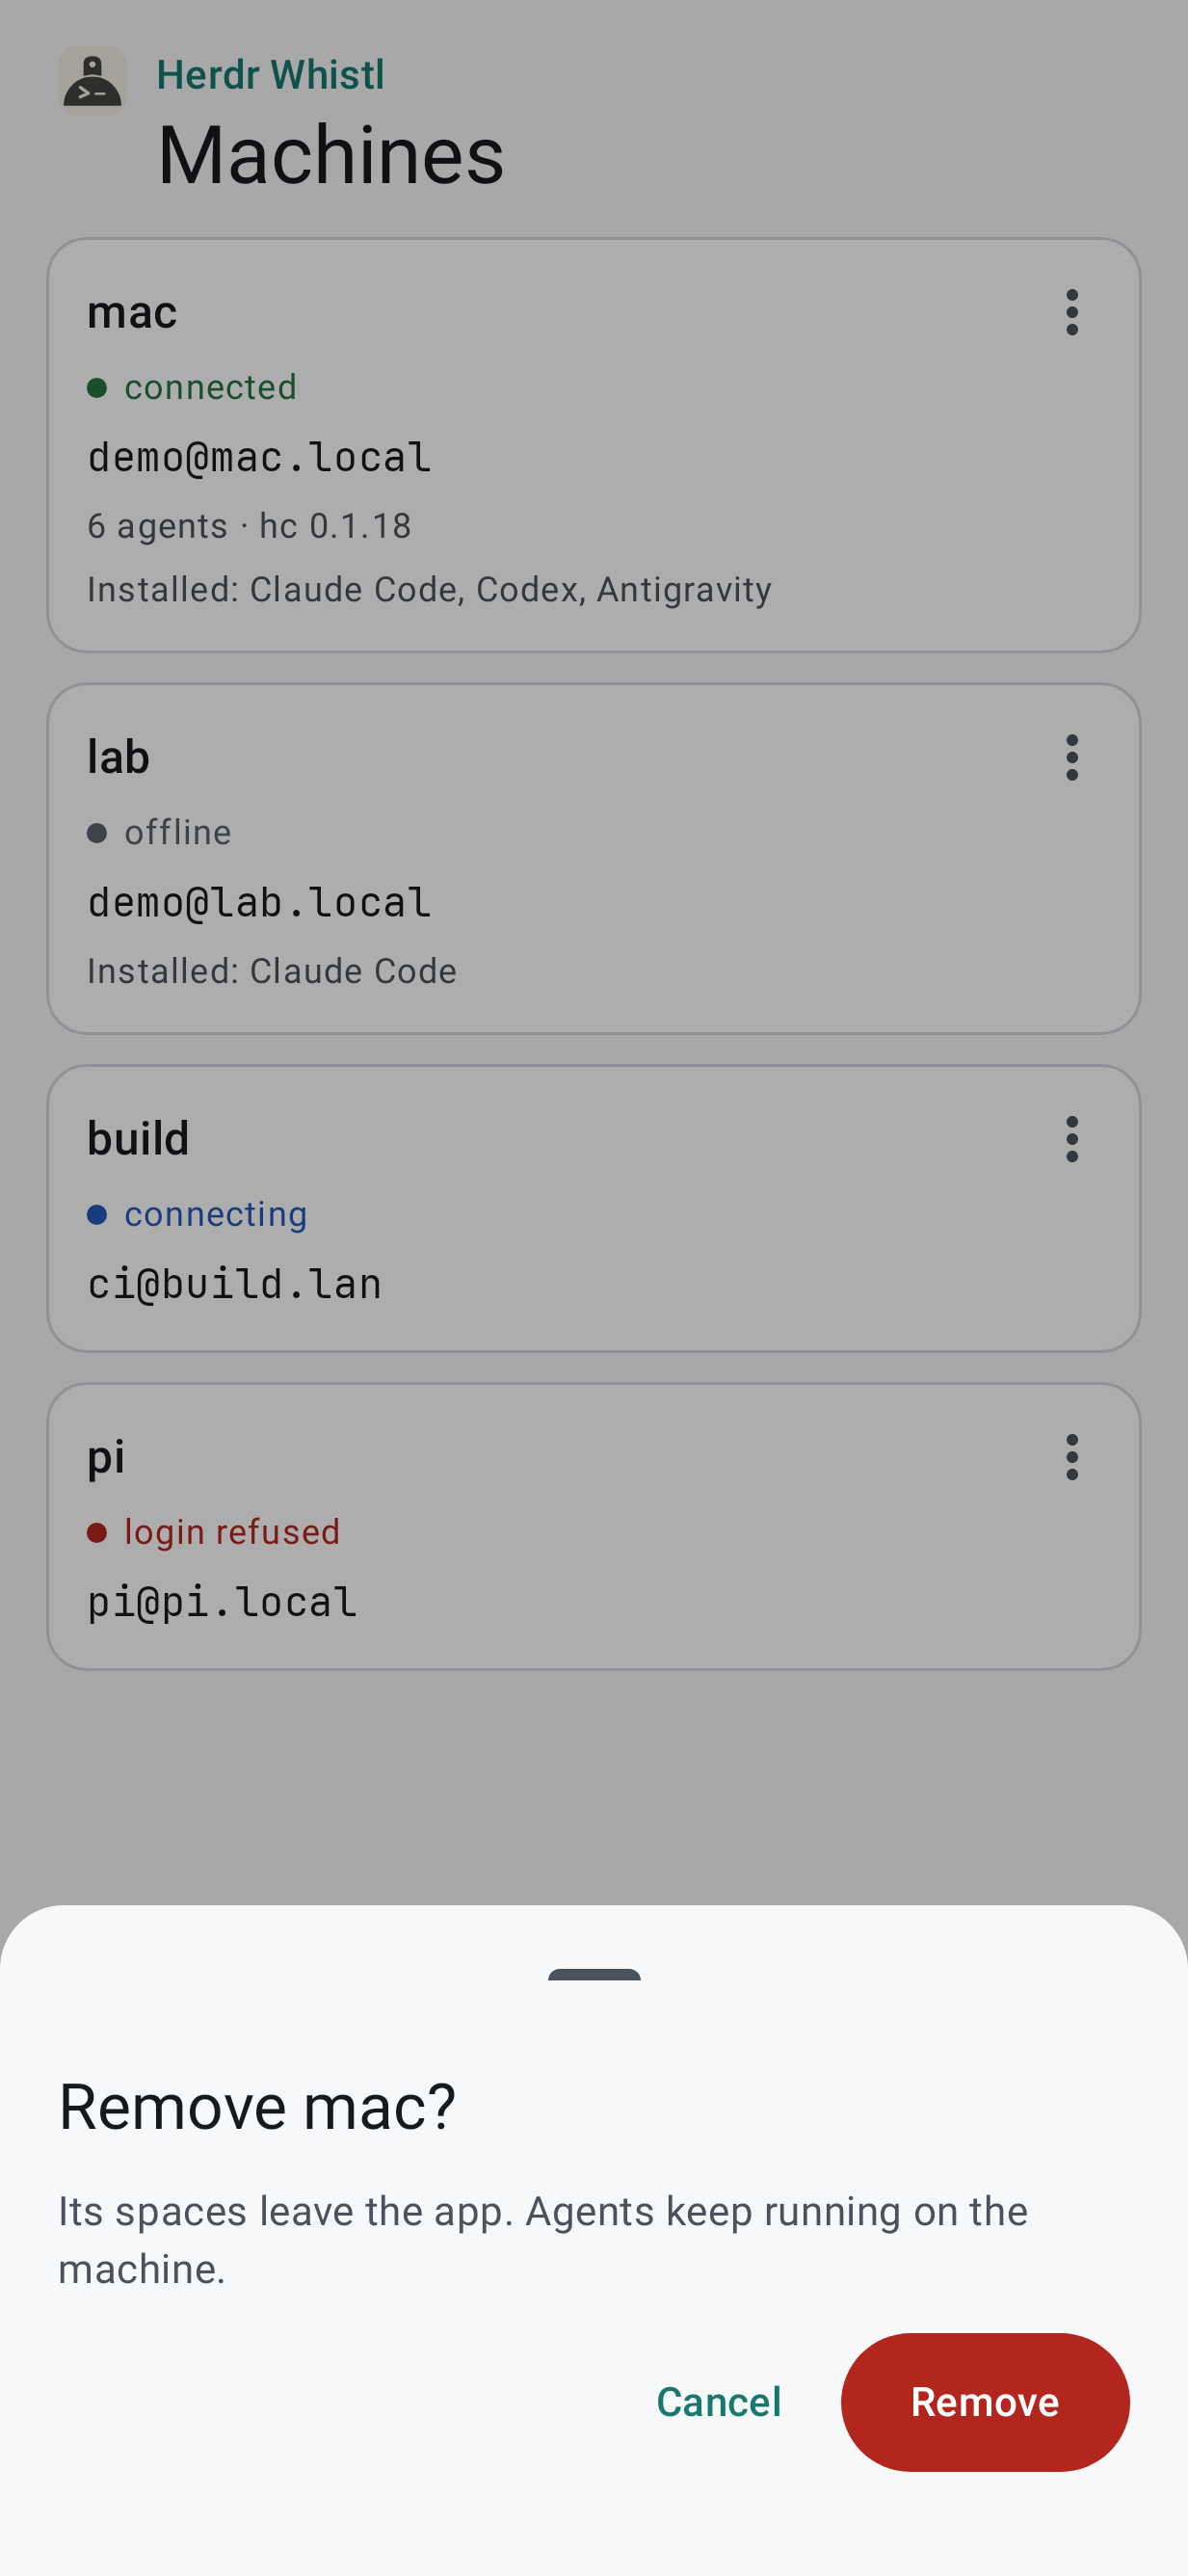 Herdr Whistl
Machines
mac
connected
demo@mac.local
6 agents · hc 0.1.18
Installed: Claude Code, Codex, Antigravity
lab
offline
demo@lab.local
Installed: Claude Code
build
connecting
ci@build.lan
pi
login refused
pi@pi.local
Remove mac?
Its spaces leave the app. Agents keep running on the
machine.
Cancel
Remove